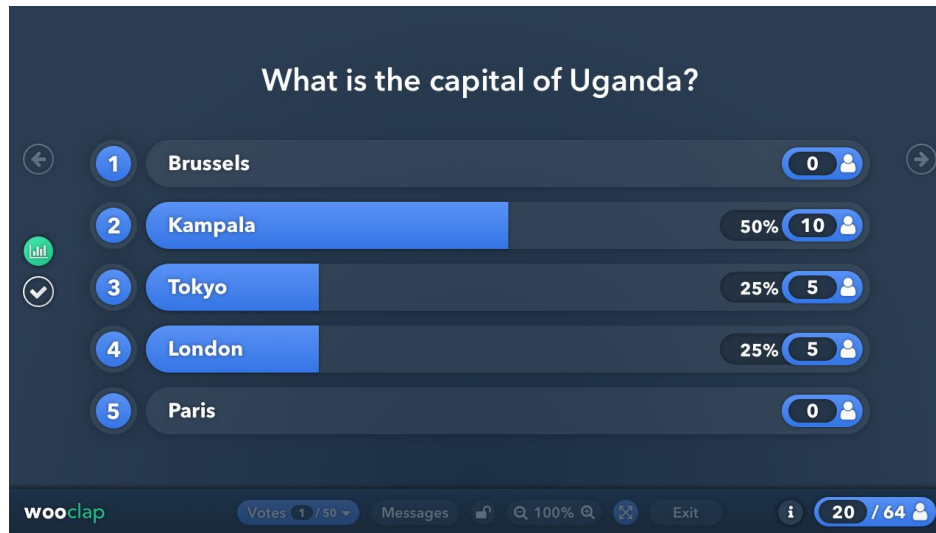 What is the capital of Uganda?
1 Brussels 0
2 Kampala 50% 10
3 Tokyo 25% 5
4 London 25% 5
5 Paris 0
wooclap Votes 1 / 50 Messages 100% Exit i 20 / 64